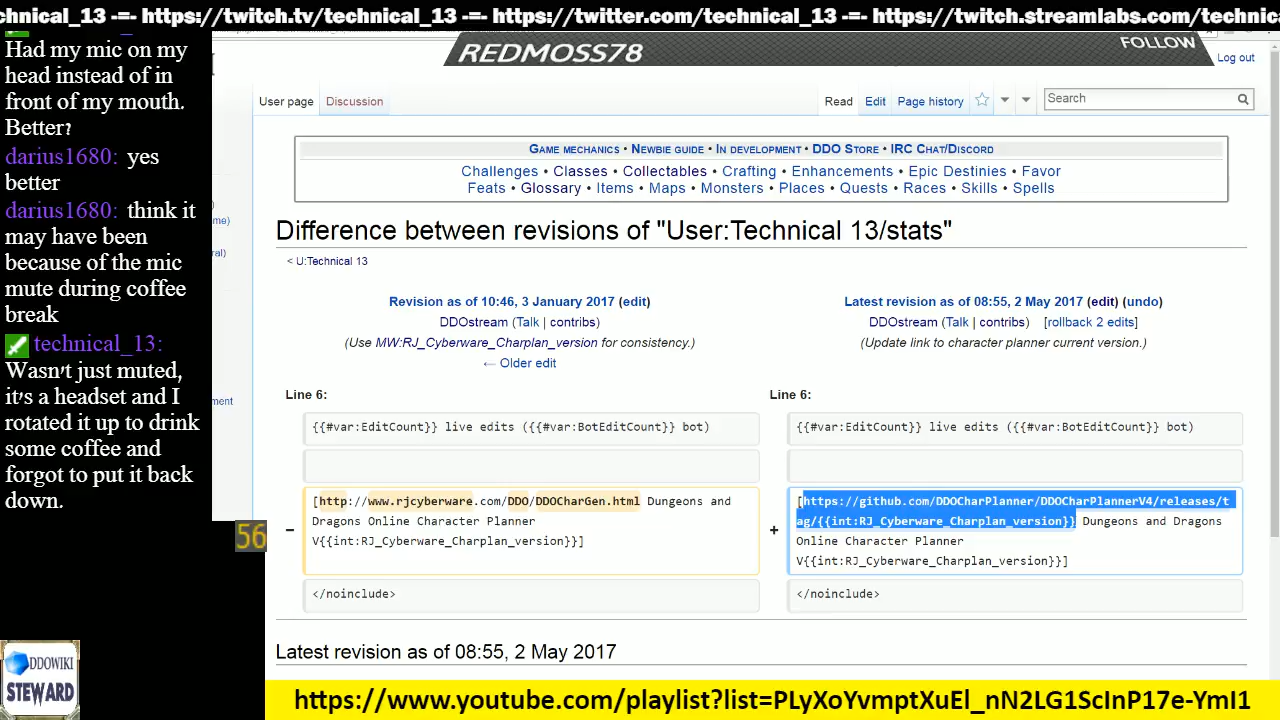 chnical_13 -=- https://twitch.tv/technical_13 -=- https://twitter.com/technical_13 -=- https://twitch.streamlabs.com/technic
Had my mic on my
head instead of in
front of my mouth.
Better?
darius1680: yes
better
darius1680: think it
may have been
because of the mic
mute during coffee
break
technical_13:
Wasn't just muted,
it's a headset and I
rotated it up to drink
some coffee and
forgot to put it back
down.
56
DDOWIKI
STEWARD
REDMOSS78
FOLLOW
Log out
User page
Discussion
Read
Edit
Page history
Search
Game mechanics • Newbie guide • In development • DDO Store • IRC Chat/Discord
Challenges • Classes • Collectables • Crafting • Enhancements • Epic Destinies • Favor
Feats • Glossary • Items • Maps • Monsters • Places • Quests • Races • Skills • Spells
Difference between revisions of "User:Technical 13/stats"
< U:Technical 13
Revision as of 10:46, 3 January 2017 (edit)
DDOstream (Talk | contribs)
(Use MW:RJ_Cyberware_Charplan_version for consistency.)
← Older edit
Latest revision as of 08:55, 2 May 2017 (edit) (undo)
DDOstream (Talk | contribs) [rollback 2 edits]
(Update link to character planner current version.)
Line 6:
Line 6:
{{#var:EditCount}} live edits ({{#var:BotEditCount}} bot)
{{#var:EditCount}} live edits ({{#var:BotEditCount}} bot)
−
[http://www.rjcyberware.com/DDO/DDOCharGen.html Dungeons and
Dragons Online Character Planner
V{{int:RJ_Cyberware_Charplan_version}}]
+
[https://github.com/DDOCharPlanner/DDOCharPlannerV4/releases/t
ag/{{int:RJ_Cyberware_Charplan_version}} Dungeons and Dragons
Online Character Planner
V{{int:RJ_Cyberware_Charplan_version}}]
</noinclude>
</noinclude>
Latest revision as of 08:55, 2 May 2017
me)
ral)
ment
https://www.youtube.com/playlist?list=PLyXoYvmptXuEl_nN2LG1ScInP17e-YmI1